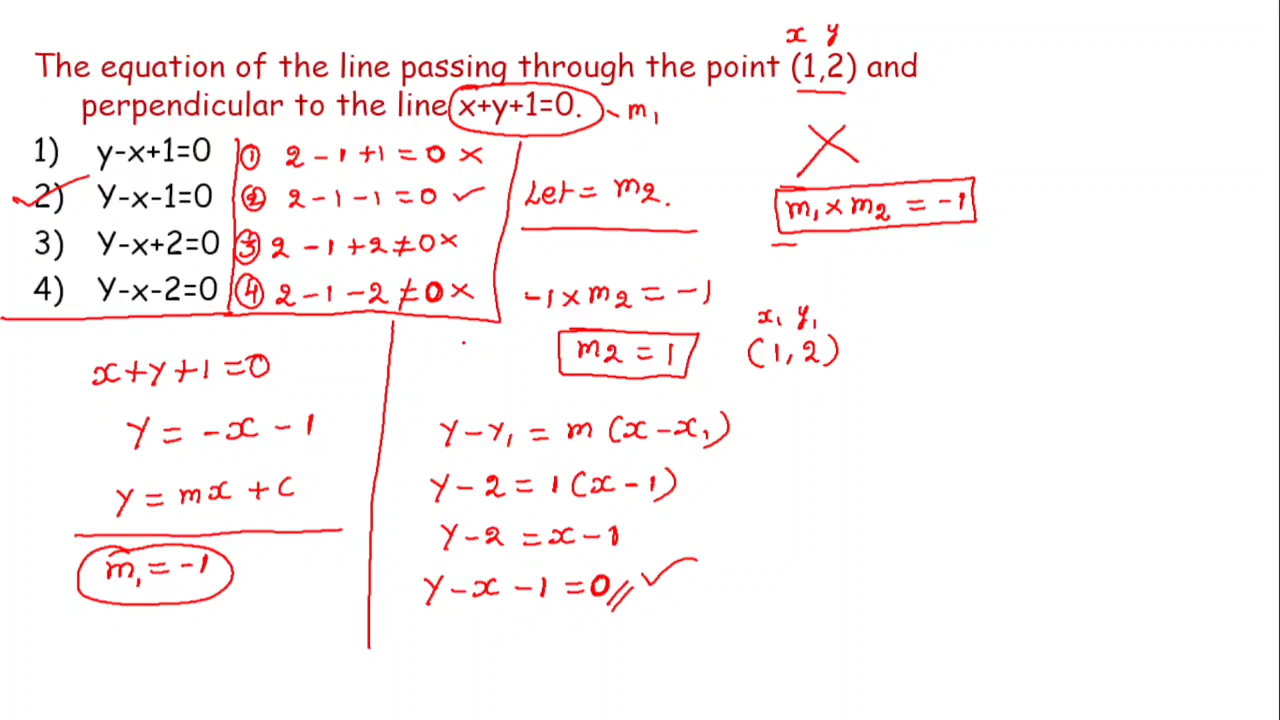 x y
The equation of the line passing through the point (1,2) and
perpendicular to the line x+y+1=0. m₁
1) y-x+1=0
2) Y-x-1=0
3) Y-x+2=0
4) Y-x-2=0
① 2 - 1 + 1 = 0 ×
② 2 - 1 - 1 = 0 ✓
③ 2 - 1 + 2 ≠ 0 ×
④ 2 - 1 - 2 ≠ 0 ×
Let = m₂.
m₁ × m₂ = -1
-1 × m₂ = -1
m₂ = 1
x₁ y₁
(1, 2)
x + y + 1 = 0
y = -x - 1
y = mx + c
m₁ = -1
y - y₁ = m (x - x₁)
y - 2 = 1 (x - 1)
y - 2 = x - 1
y - x - 1 = 0 // ✓